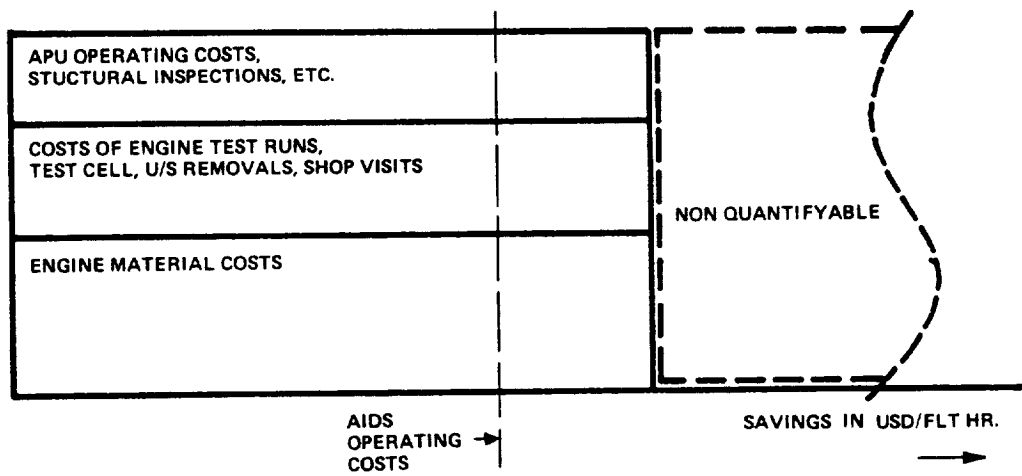 APU OPERATING COSTS,
STUCTURAL INSPECTIONS, ETC.
COSTS OF ENGINE TEST RUNS,
TEST CELL, U/S REMOVALS, SHOP VISITS
ENGINE MATERIAL COSTS
NON QUANTIFYABLE
AIDS
OPERATING
COSTS
SAVINGS IN USD/FLT HR.